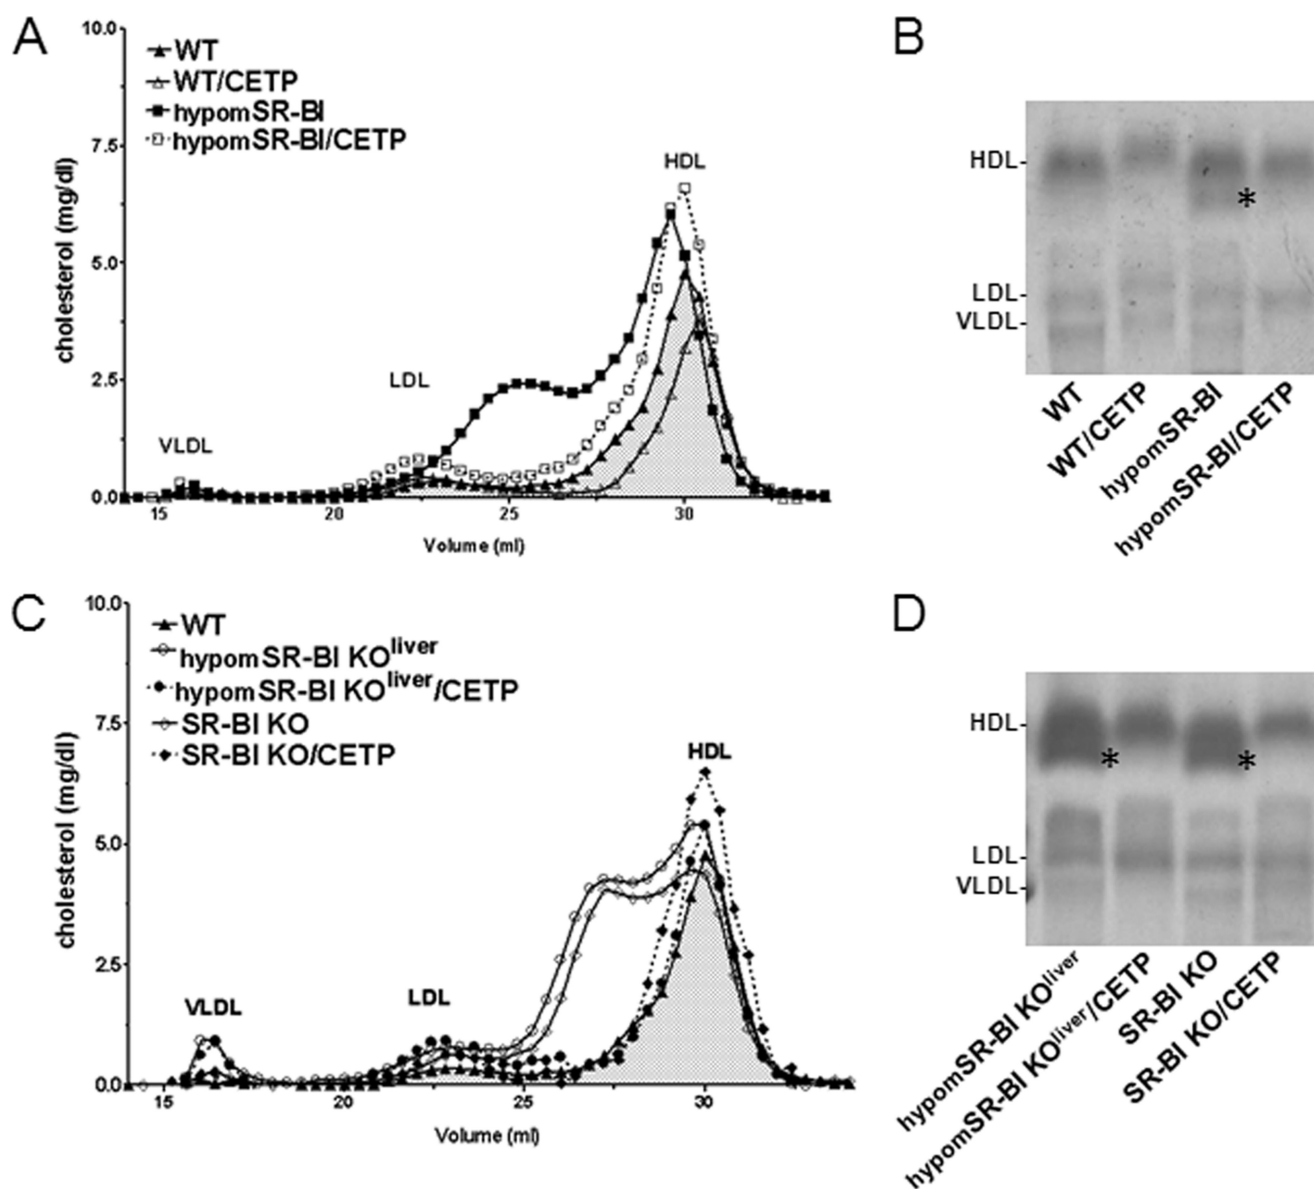 A
10.0
7.5
5.0
2.5
0.0
cholesterol (mg/dl)
WT
WT/CETP
hypomSR-BI
hypomSR-BI/CETP
VLDL
LDL
HDL
15
20
25
30
Volume (ml)
B
HDL-
*
LDL-
VLDL-
WT
WT/CETP
hypomSR-BI
hypomSR-BI/CETP
C
10.0
7.5
5.0
2.5
0.0
cholesterol (mg/dl)
WT
hypomSR-BI KOliver
hypomSR-BI KOliver/CETP
SR-BI KO
SR-BI KO/CETP
VLDL
LDL
HDL
15
20
25
30
Volume (ml)
D
HDL-
* *
LDL-
VLDL-
hypomSR-BI KOliver
hypomSR-BI KOliver/CETP
SR-BI KO
SR-BI KO/CETP